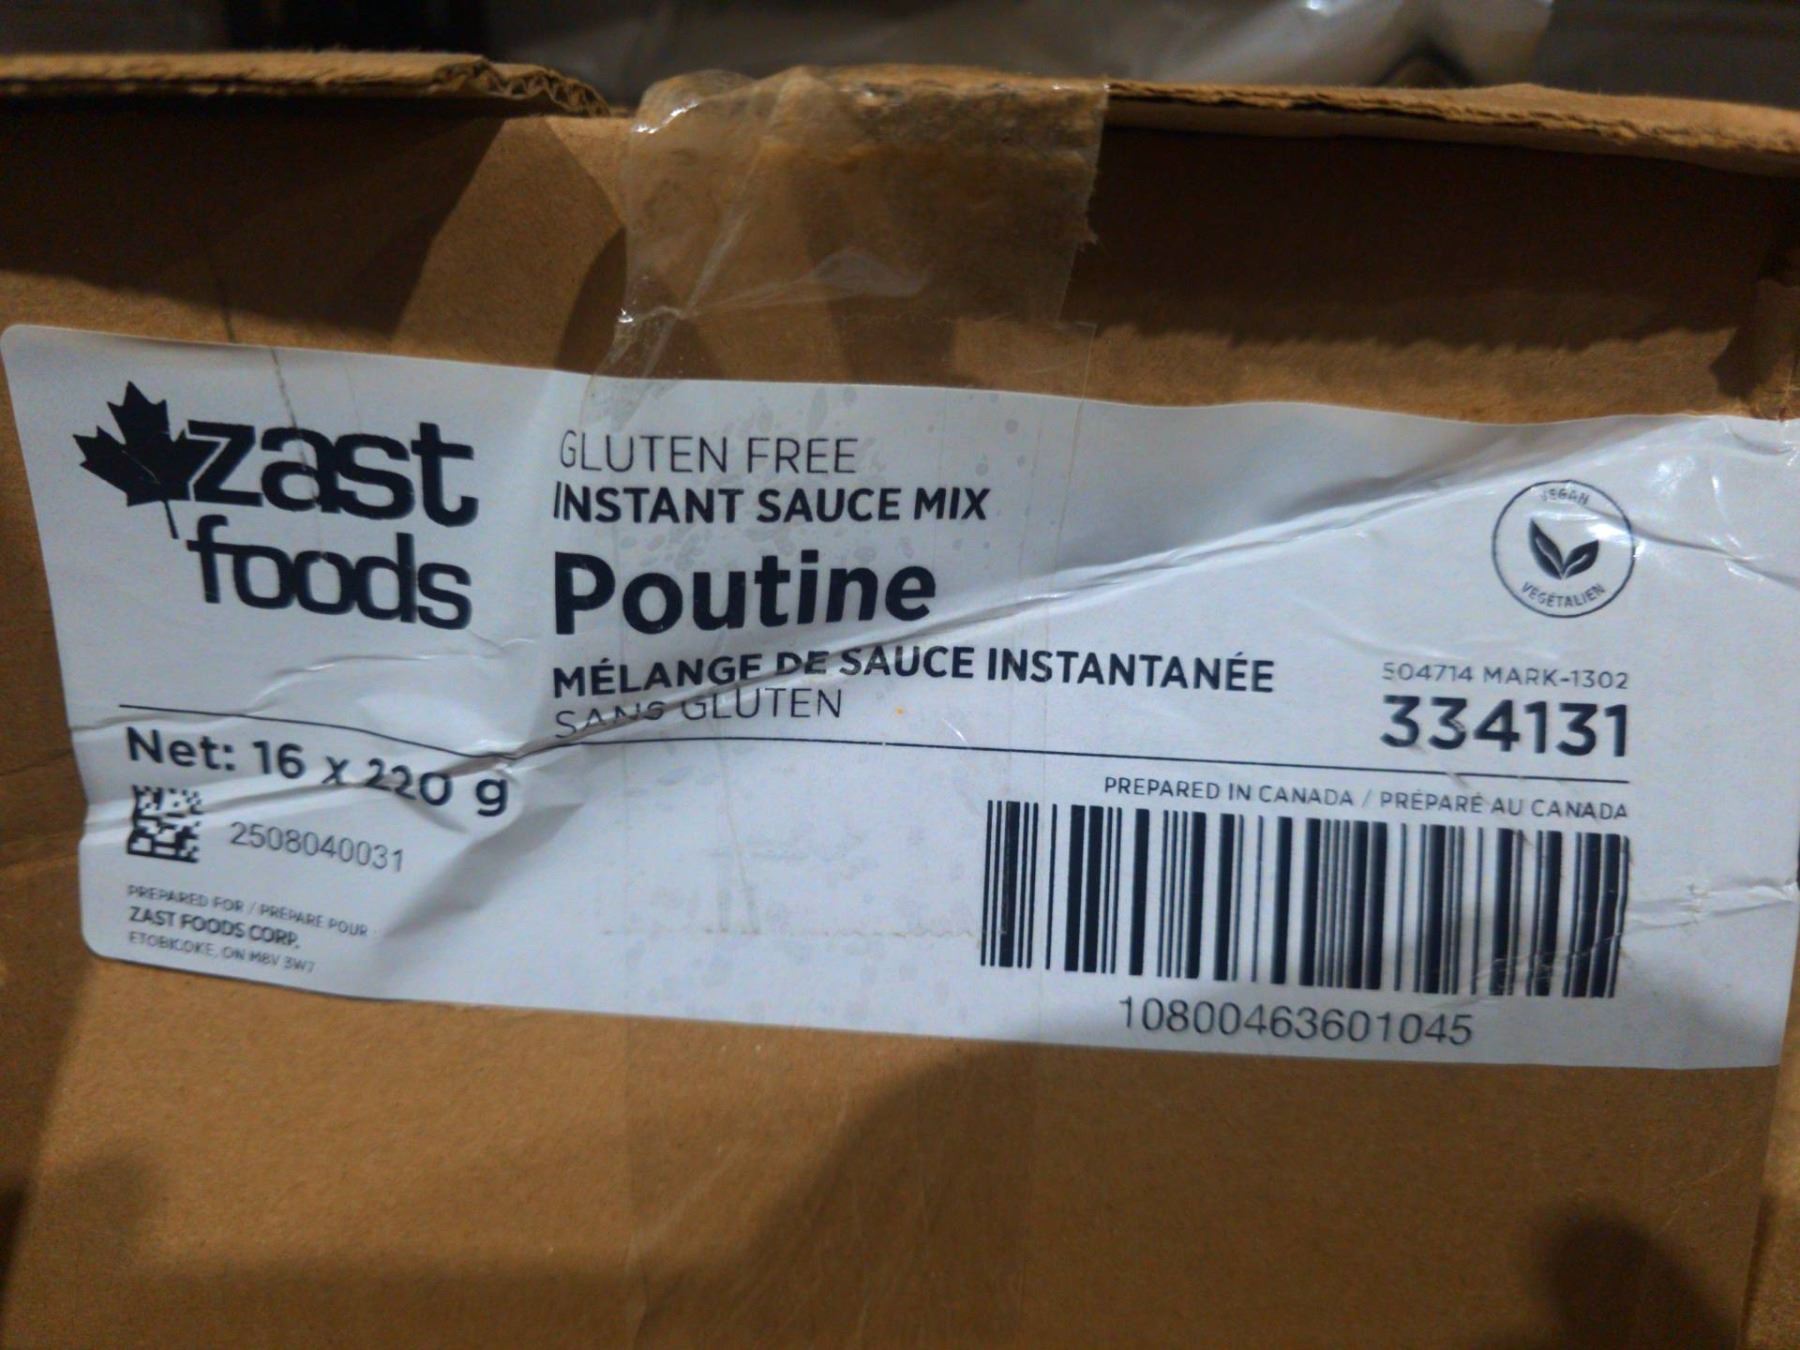 zast
foods
GLUTEN FREE
INSTANT SAUCE MIX
Poutine
MÉLANGE DE SAUCE INSTANTANÉE
SANS GLUTEN
VEGAN
VÉGÉTALIEN
504714 MARK-1302
334131
Net: 16 x 220 g
2508040031
PREPARED FOR / PRÉPARÉ POUR
ZAST FOODS CORP.
ETOBICOKE, ON M8V 3W7
PREPARED IN CANADA / PRÉPARÉ AU CANADA
10800463601045